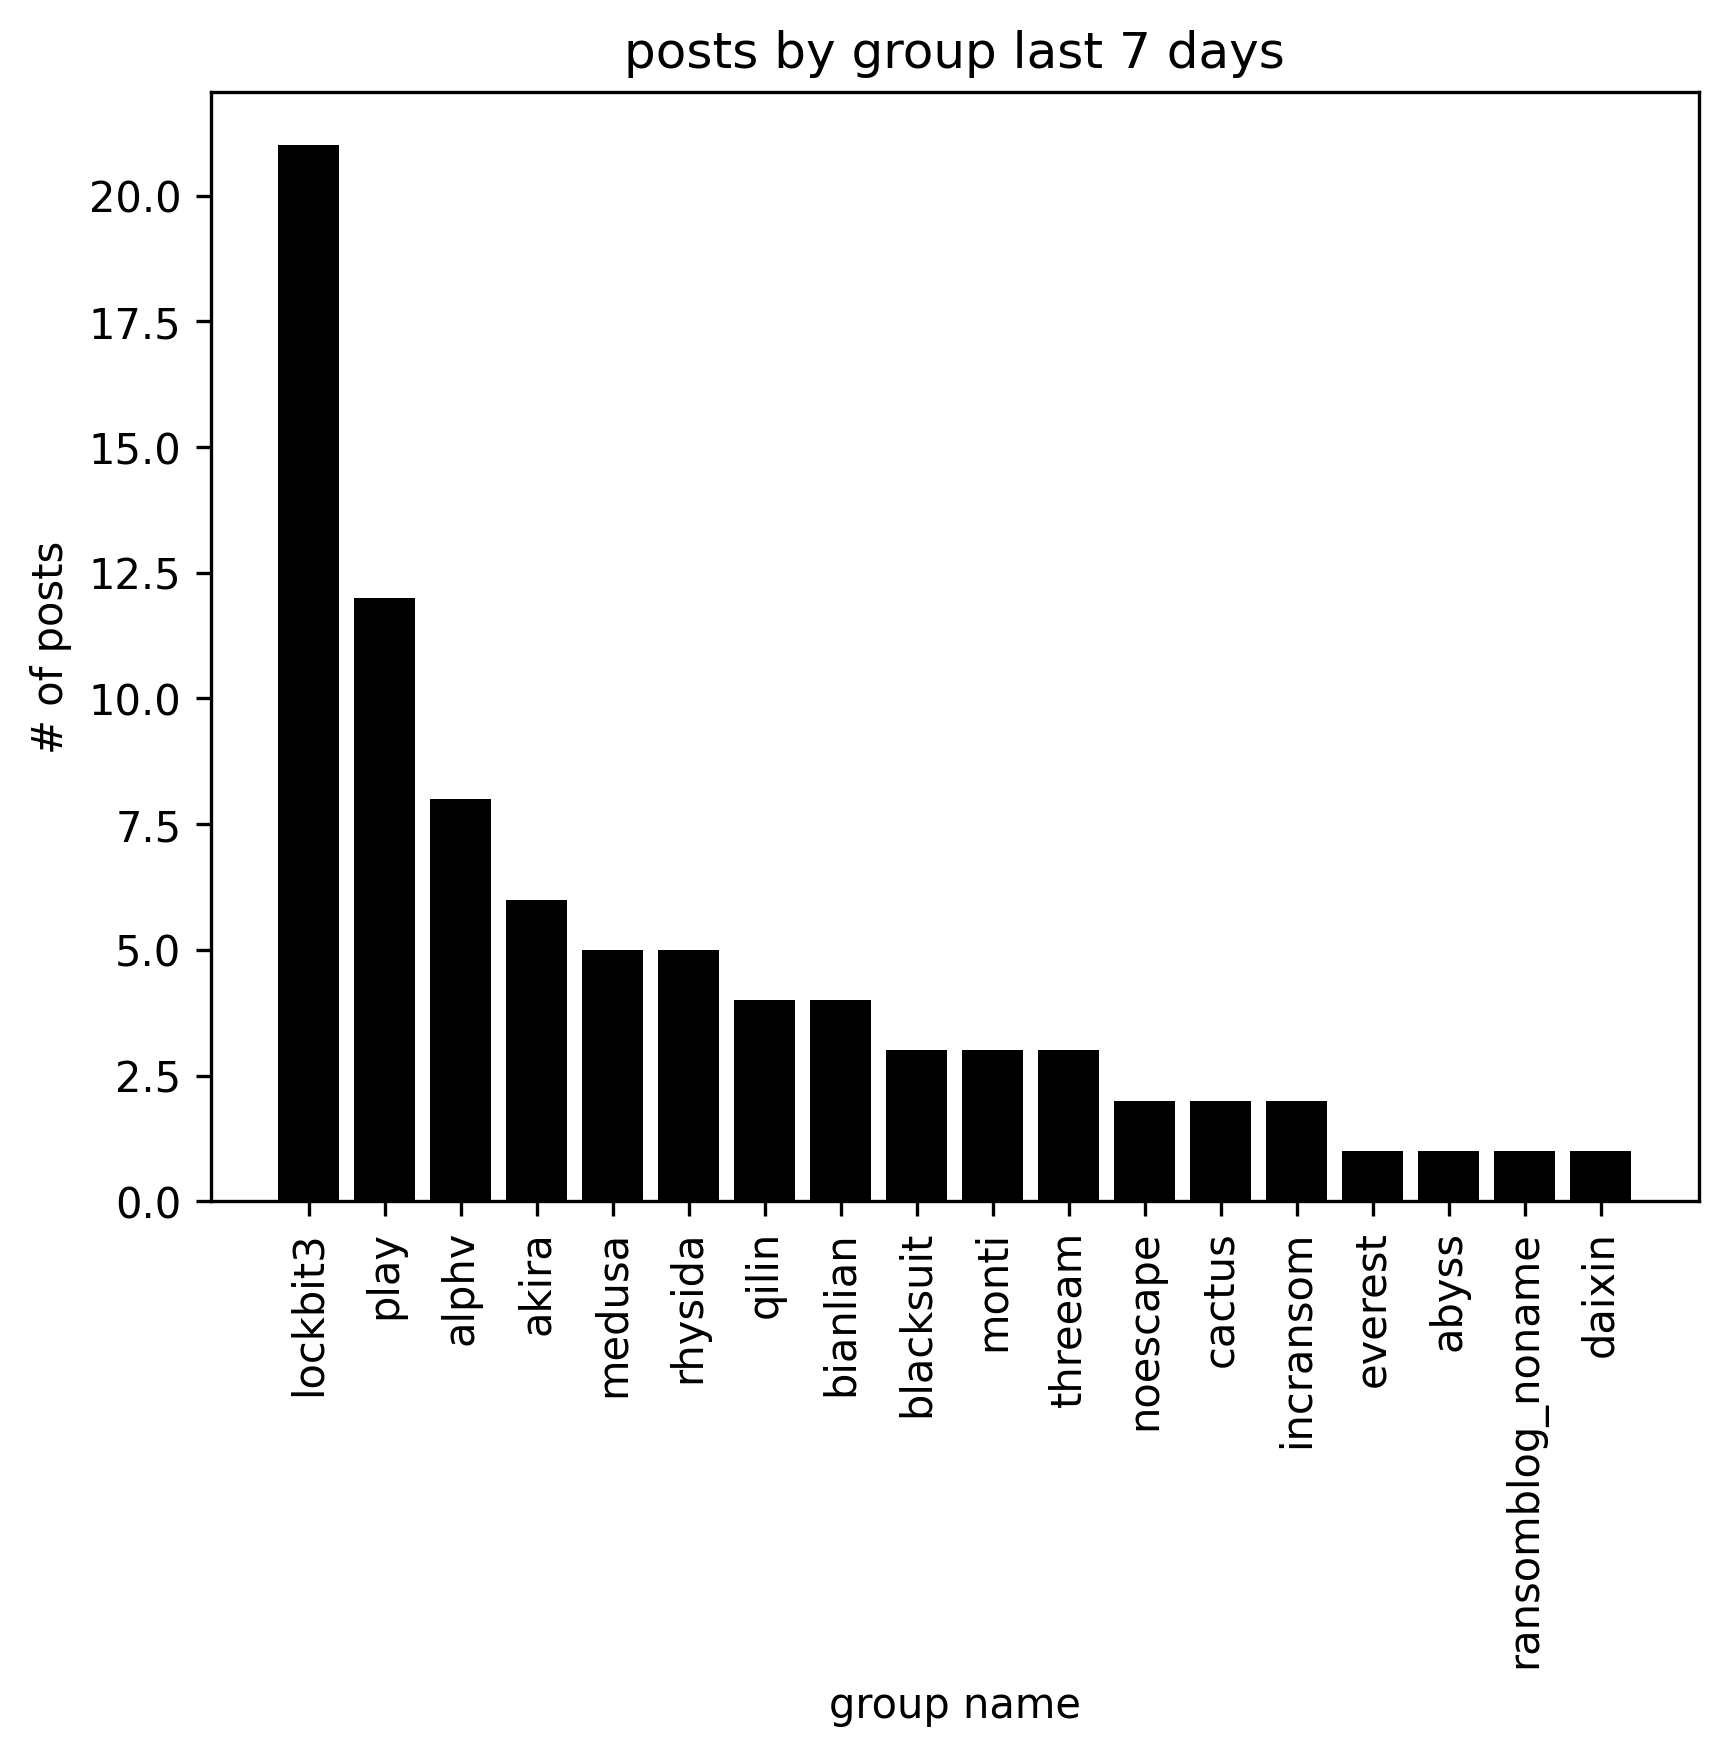 posts by group last 7 days
# of posts
20.0
17.5
15.0
12.5
10.0
7.5
5.0
2.5
0.0
lockbit3
play
alphv
akira
medusa
rhysida
qilin
bianlian
blacksuit
monti
threeam
noescape
cactus
incransom
everest
abyss
ransomblog_noname
daixin
group name